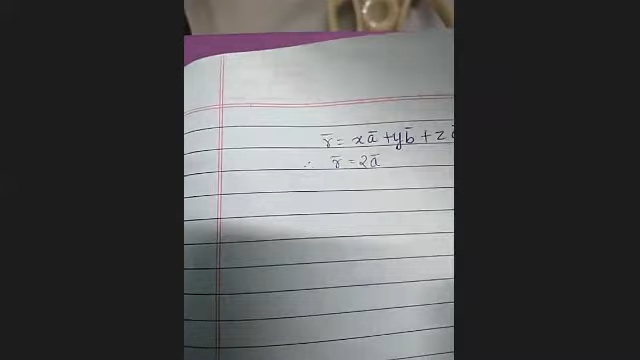 r̄ = xā + yb̄ + z
∴ r̄ = 2ā